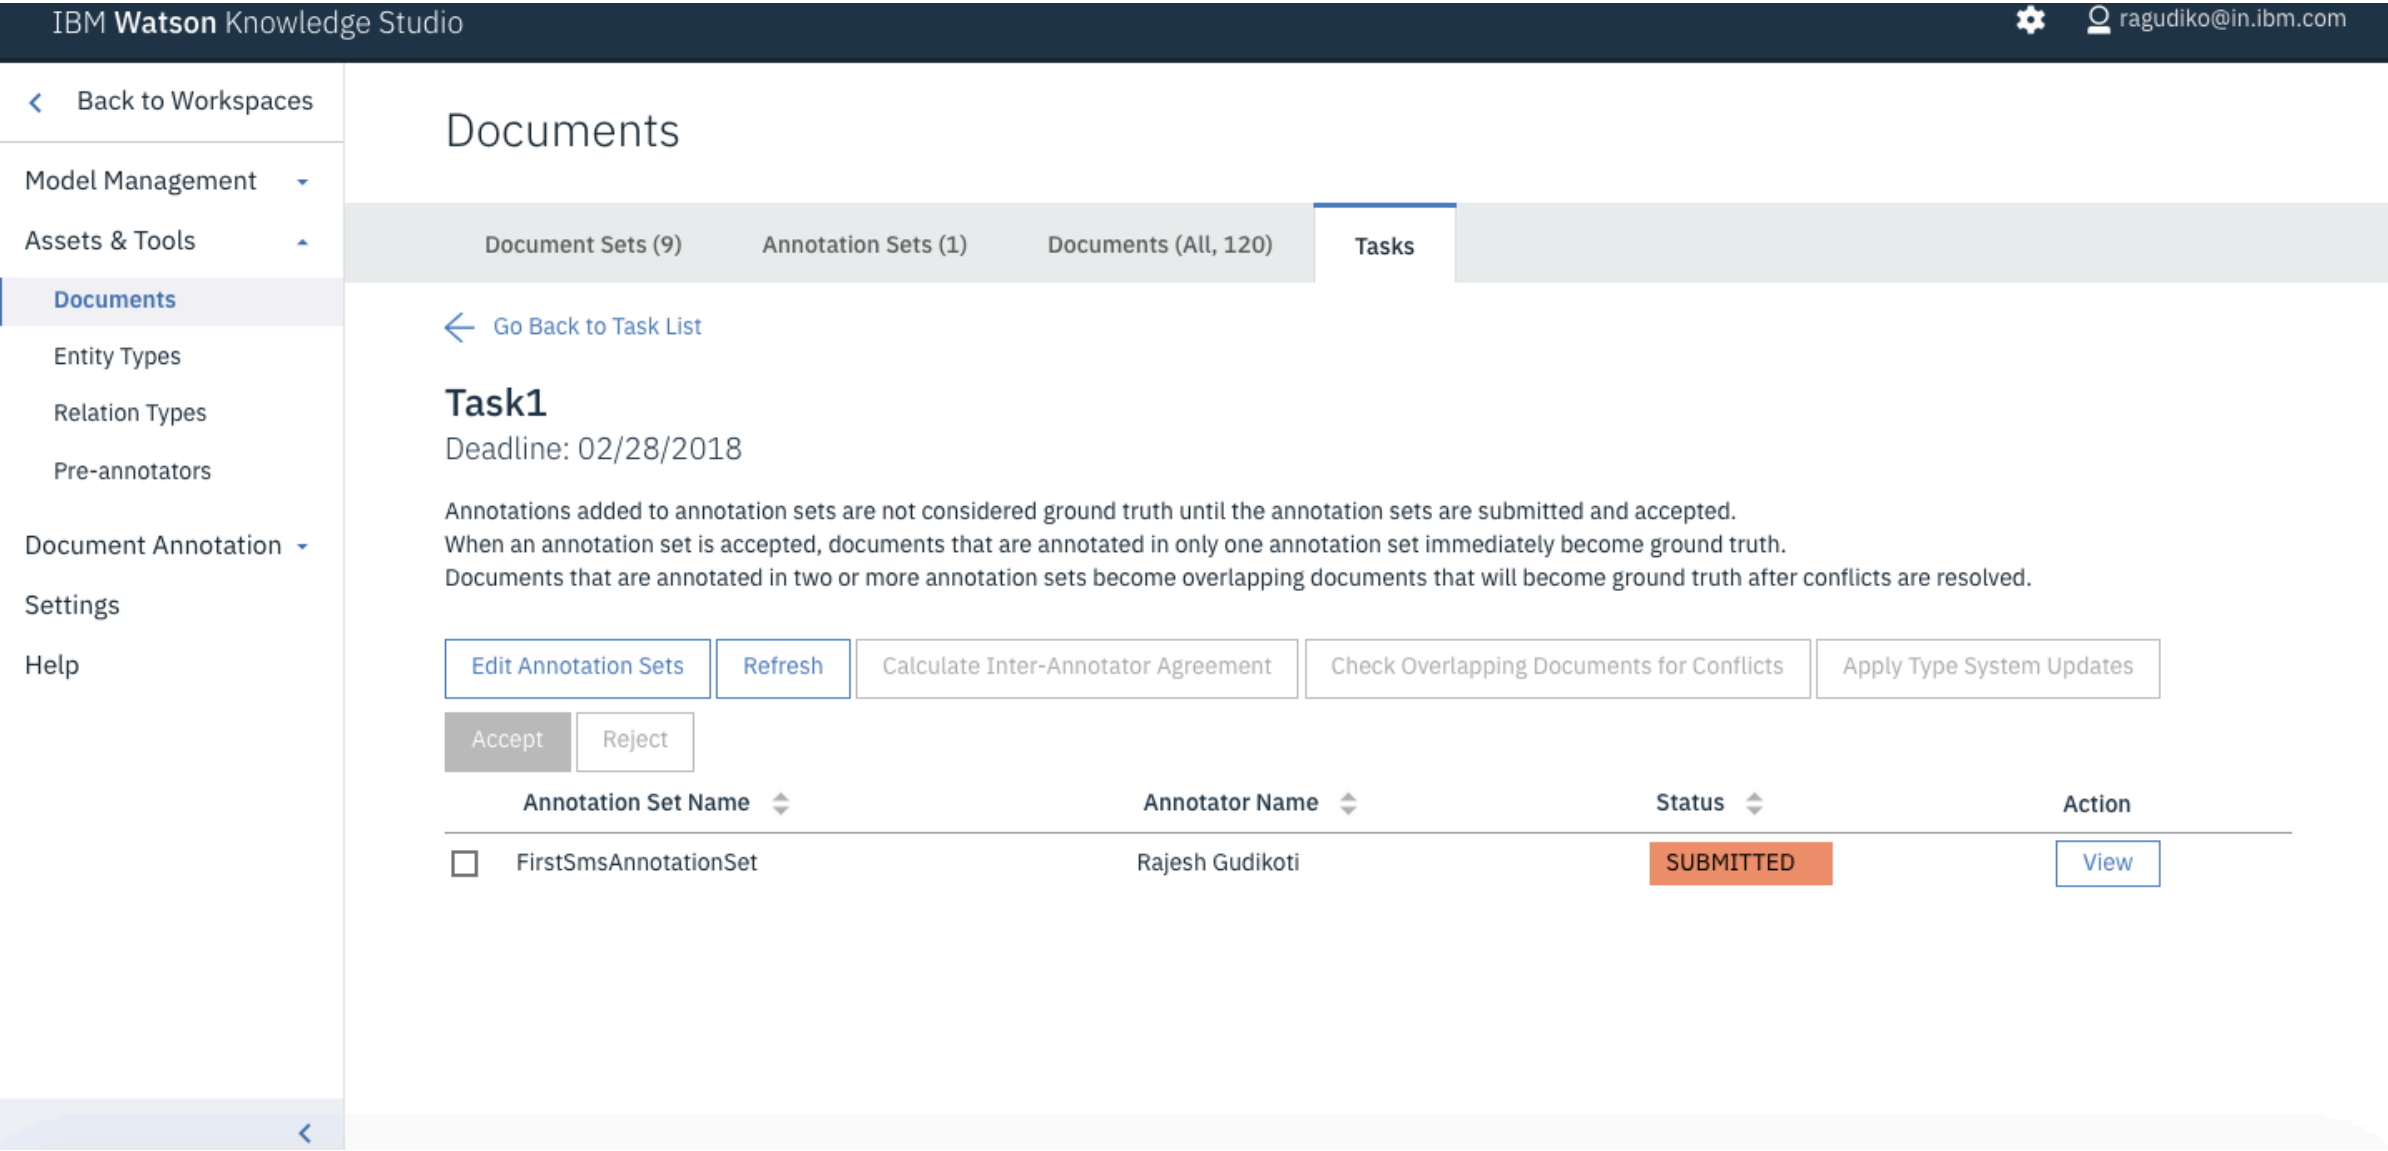 IBM Watson Knowledge Studio
ragudiko@in.ibm.com
Back to Workspaces
Model Management
Assets & Tools
Documents
Entity Types
Relation Types
Pre-annotators
Document Annotation
Settings
Help
Documents
Document Sets (9) Annotation Sets (1) Documents (All, 120) Tasks
Go Back to Task List
Task1
Deadline: 02/28/2018
Annotations added to annotation sets are not considered ground truth until the annotation sets are submitted and accepted.
When an annotation set is accepted, documents that are annotated in only one annotation set immediately become ground truth.
Documents that are annotated in two or more annotation sets become overlapping documents that will become ground truth after conflicts are resolved.
Edit Annotation Sets Refresh Calculate Inter-Annotator Agreement Check Overlapping Documents for Conflicts Apply Type System Updates
Accept Reject
Annotation Set Name Annotator Name Status Action
FirstSmsAnnotationSet Rajesh Gudikoti SUBMITTED View